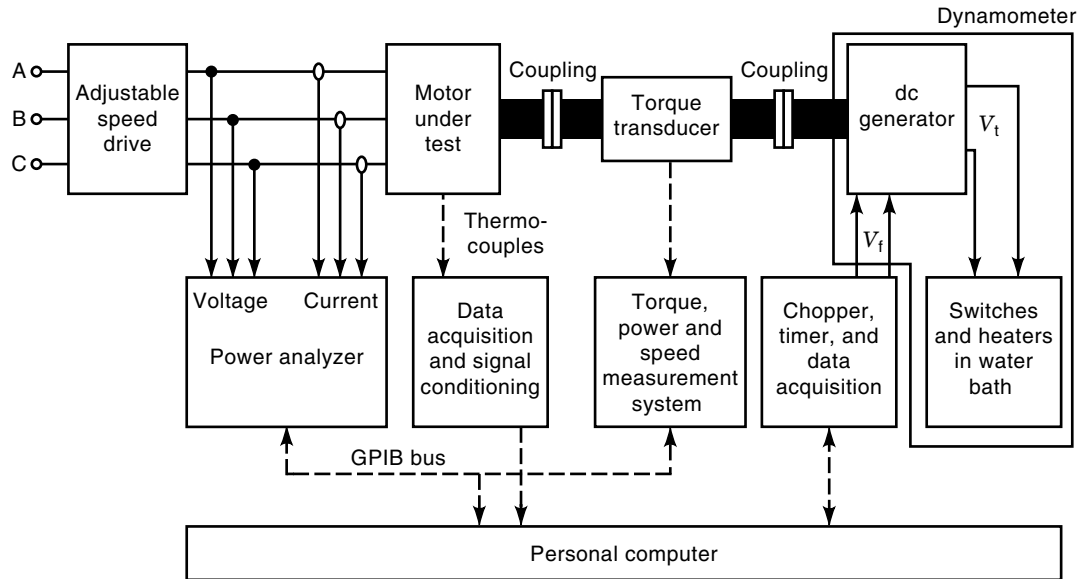 Dynamometer
A
B
C
Adjustable
speed
drive
Motor
under
test
Coupling
Torque
transducer
Coupling
dc
generator
Vt
Vf
Thermo-
couples
Voltage
Current
Power analyzer
Data
acquisition
and signal
conditioning
Torque,
power and
speed
measurement
system
Chopper,
timer, and
data
acquisition
Switches
and heaters
in water
bath
GPIB bus
Personal computer